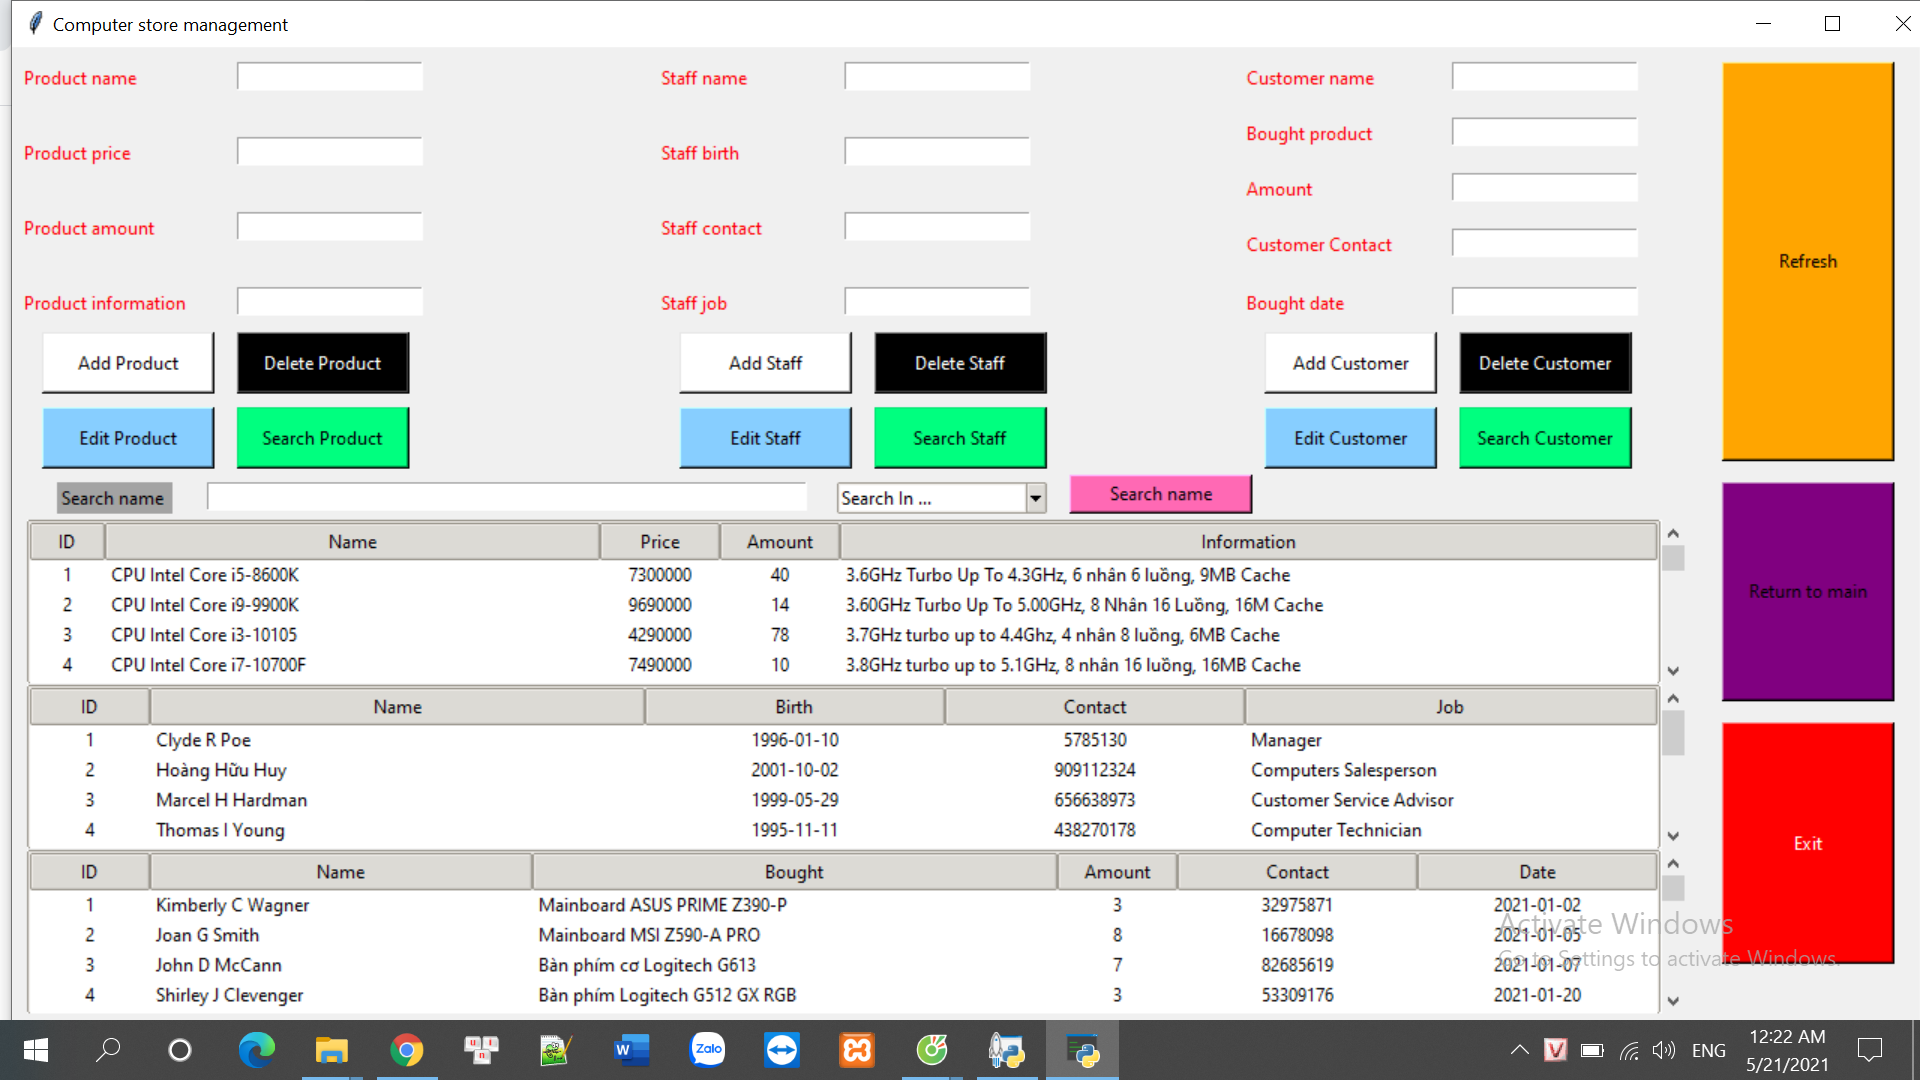 Computer store management
Product name
Staff name
Customer name
Bought product
Product price
Staff birth
Amount
Product amount
Staff contact
Customer Contact
Product information
Staff job
Bought date
Refresh
Add Product Delete Product Add Staff Delete Staff Add Customer Delete Customer
Edit Product Search Product Edit Staff Search Staff Edit Customer Search Customer
Search name Search In ... Search name
ID Name Price Amount Information
1 CPU Intel Core i5-8600K 7300000 40 3.6GHz Turbo Up To 4.3GHz, 6 nhân 6 luồng, 9MB Cache
2 CPU Intel Core i9-9900K 9690000 14 3.60GHz Turbo Up To 5.00GHz, 8 Nhân 16 Luồng, 16M Cache
3 CPU Intel Core i3-10105 4290000 78 3.7GHz turbo up to 4.4Ghz, 4 nhân 8 luồng, 6MB Cache
4 CPU Intel Core i7-10700F 7490000 10 3.8GHz turbo up to 5.1GHz, 8 nhân 16 luồng, 16MB Cache
Return to main
ID Name Birth Contact Job
1 Clyde R Poe 1996-01-10 5785130 Manager
2 Hoàng Hữu Huy 2001-10-02 909112324 Computers Salesperson
3 Marcel H Hardman 1999-05-29 656638973 Customer Service Advisor
4 Thomas I Young 1995-11-11 438270178 Computer Technician
Exit
ID Name Bought Amount Contact Date
1 Kimberly C Wagner Mainboard ASUS PRIME Z390-P 3 32975871 2021-01-02
2 Joan G Smith Mainboard MSI Z590-A PRO 8 16678098 2021-01-05
3 John D McCann Bàn phím cơ Logitech G613 7 82685619 2021-01-07
4 Shirley J Clevenger Bàn phím Logitech G512 GX RGB 3 53309176 2021-01-20
Activate Windows
Go to Settings to activate Windows.
u i n
W
Zalo
V
ENG
12:22 AM
5/21/2021